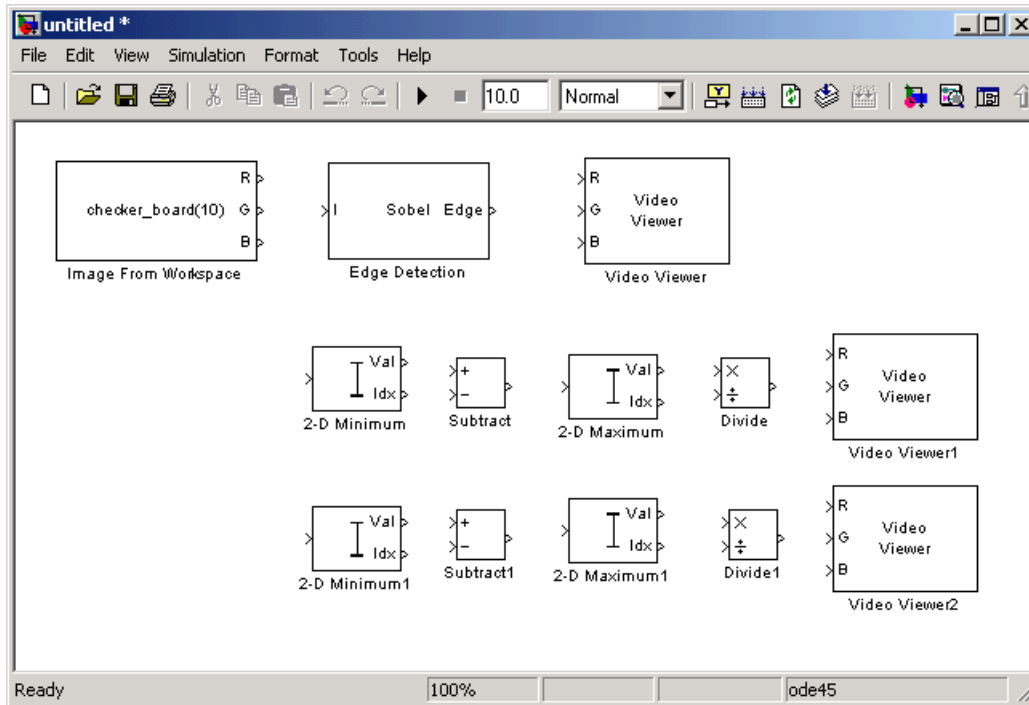 untitled *
File Edit View Simulation Format Tools Help
10.0 Normal
R
checker_board(10) G
B
Image From Workspace
I Sobel Edge
Edge Detection
R
G
B
Video
Viewer
Video Viewer
Val
Idx
2-D Minimum
+
−
Subtract
Val
Idx
2-D Maximum
×
÷
Divide
R
G
B
Video
Viewer
Video Viewer1
Val
Idx
2-D Minimum1
+
−
Subtract1
Val
Idx
2-D Maximum1
×
÷
Divide1
R
G
B
Video
Viewer
Video Viewer2
Ready 100% ode45